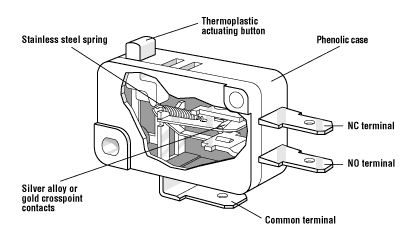 Thermoplastic
actuating button
Stainless steel spring
Phenolic case
NC terminal
NO terminal
Silver alloy or
gold crosspoint
contacts
Common terminal